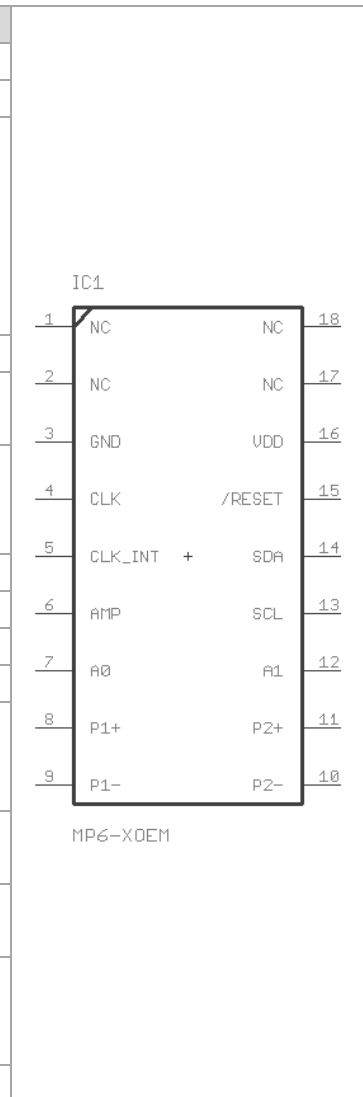 IC1
1 NC NC 18
2 NC NC 17
3 GND VDD 16
4 CLK /RESET 15
5 CLK_INT + SDA 14
6 AMP SCL 13
7 A0 A1 12
8 P1+ P2+ 11
9 P1- P2- 10
MP6-XOEM